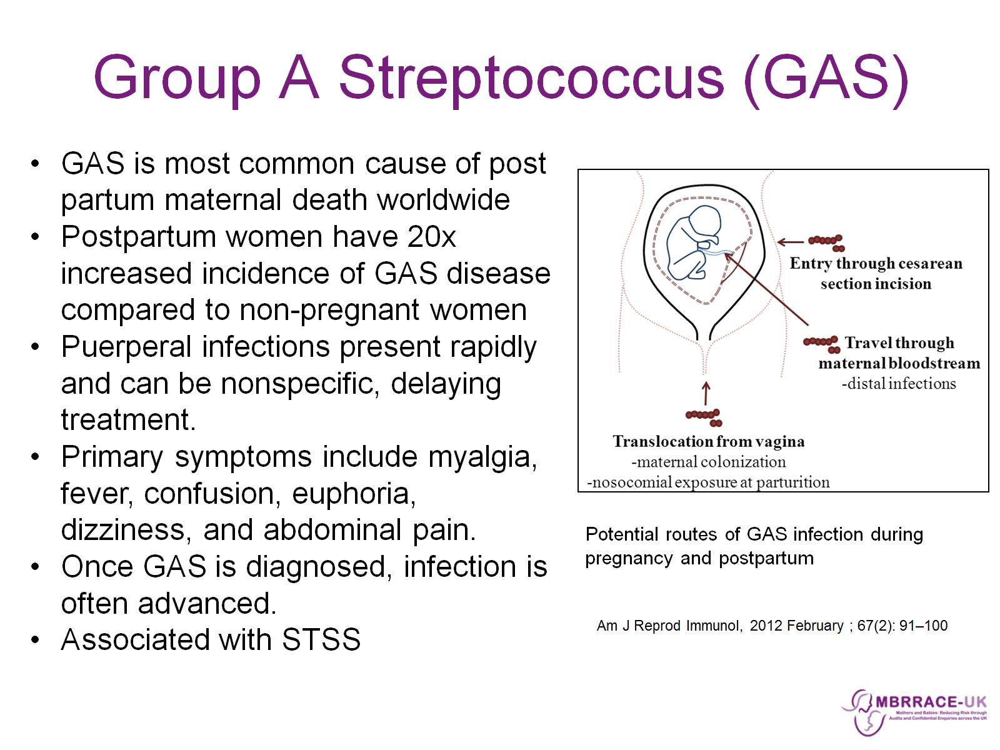 Group A Streptococcus (GAS)
• GAS is most common cause of post
partum maternal death worldwide
• Postpartum women have 20x
increased incidence of GAS disease
compared to non-pregnant women
• Puerperal infections present rapidly
and can be nonspecific, delaying
treatment.
• Primary symptoms include myalgia,
fever, confusion, euphoria,
dizziness, and abdominal pain.
• Once GAS is diagnosed, infection is
often advanced.
• Associated with STSS
Entry through cesarean
section incision
Travel through
maternal bloodstream
-distal infections
Translocation from vagina
-maternal colonization
-nosocomial exposure at parturition
Potential routes of GAS infection during
pregnancy and postpartum
Am J Reprod Immunol, 2012 February ; 67(2): 91–100
MBRRACE-UK
Mothers and Babies: Reducing Risk through
Audits and Confidential Enquiries across the UK